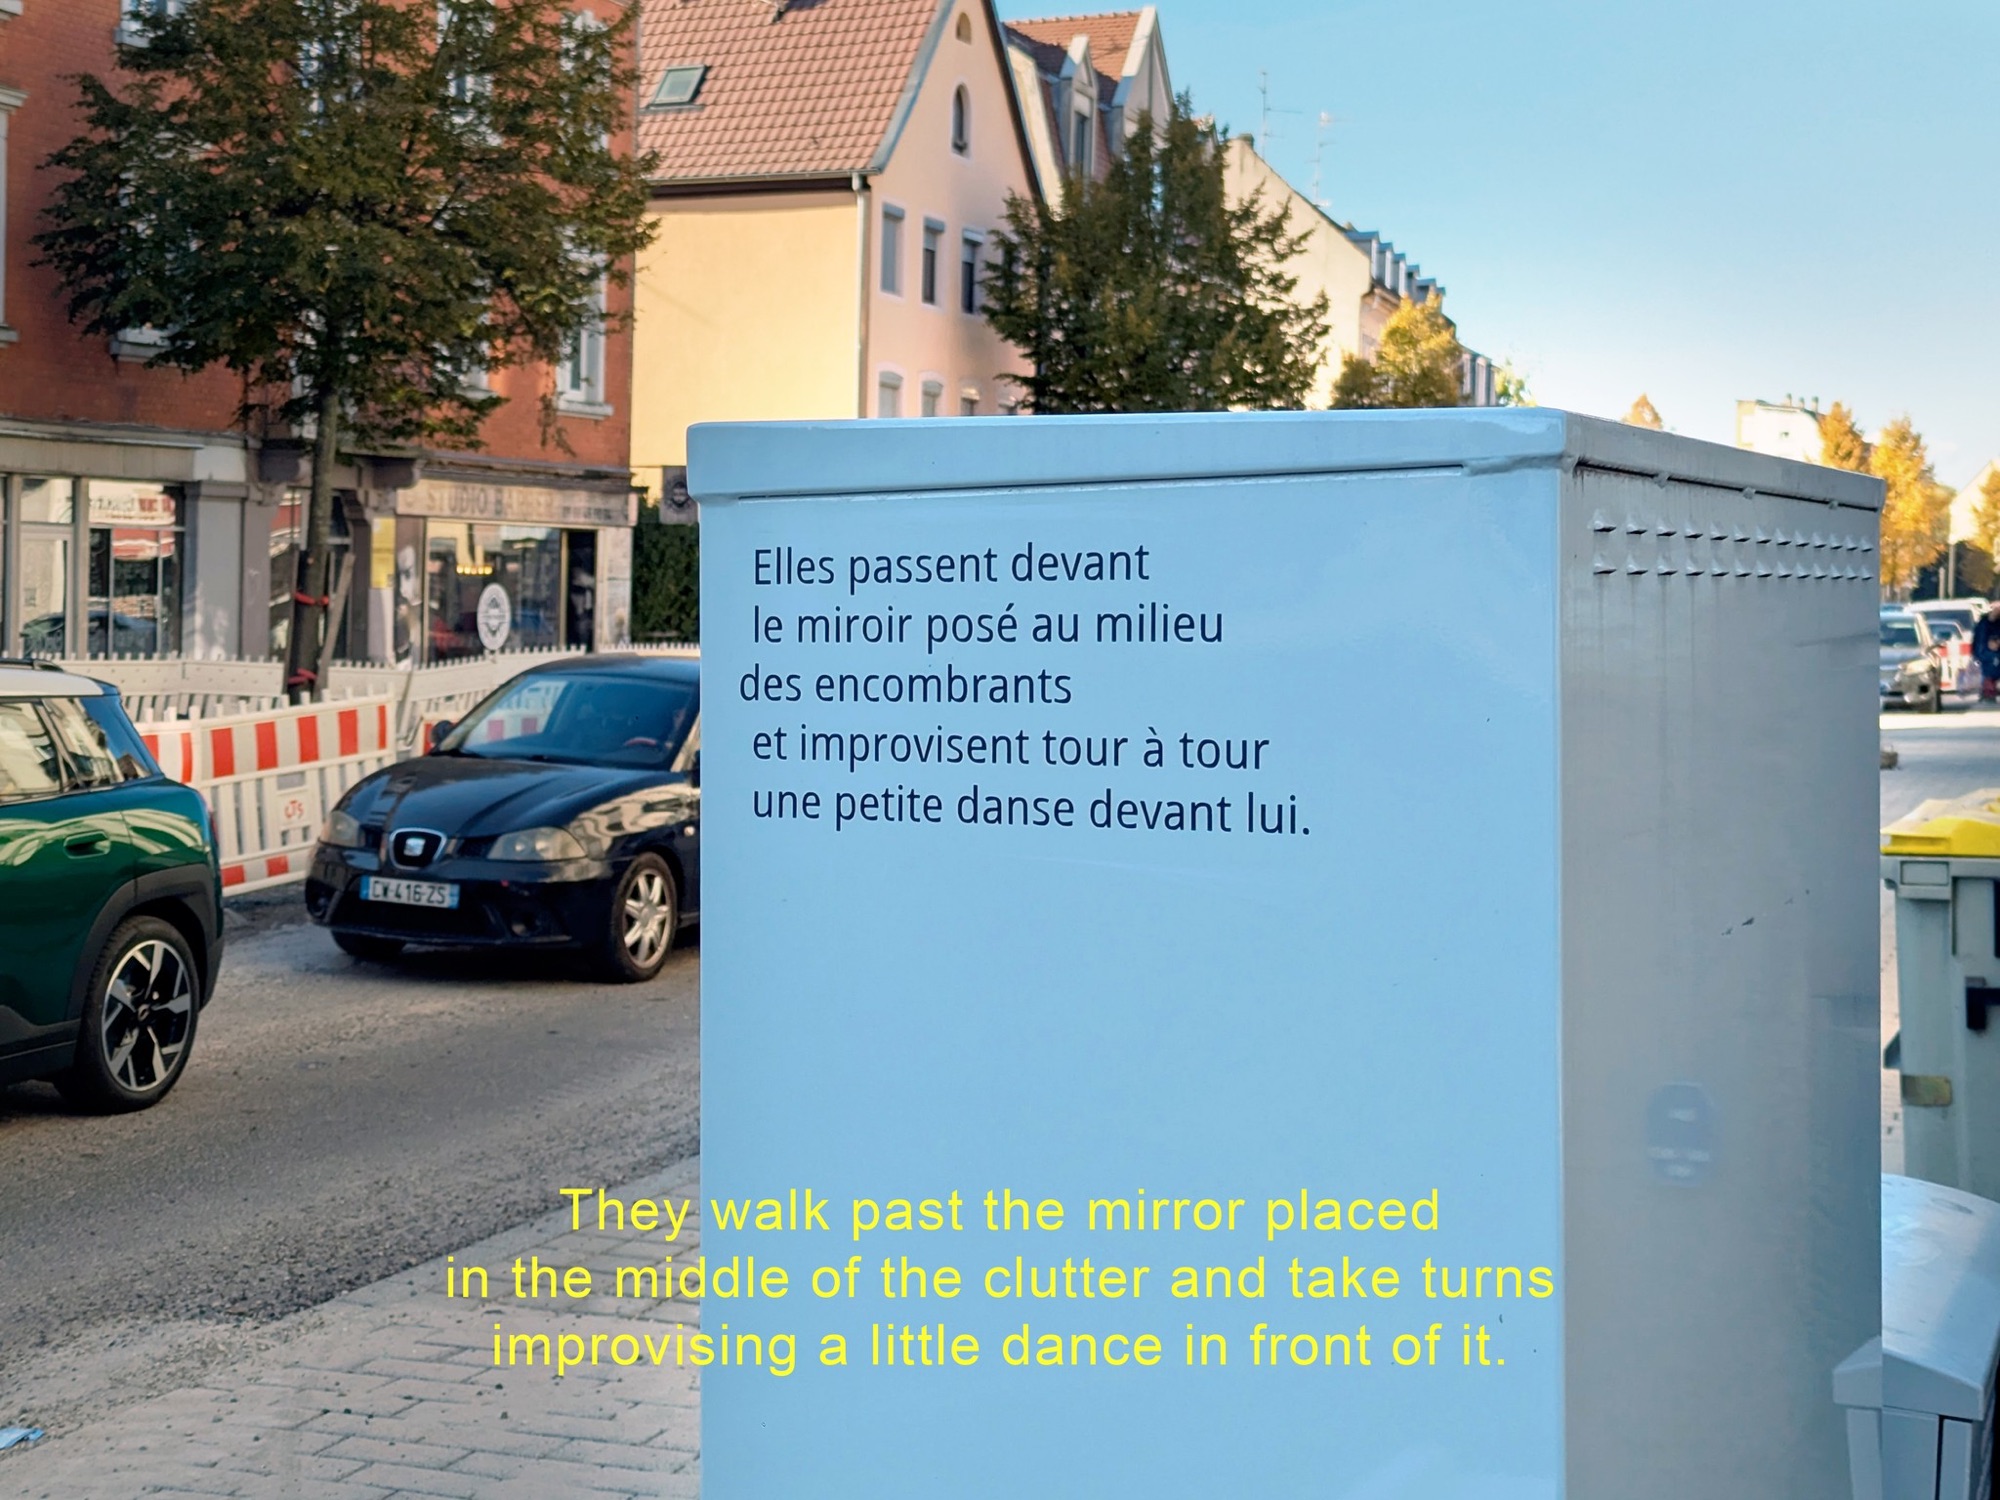 STUDIO BARBER
CW-416-ZS
LTS
Elles passent devant
le miroir posé au milieu
des encombrants
et improvisent tour à tour
une petite danse devant lui.
They walk past the mirror placed
in the middle of the clutter and take turns
improvising a little dance in front of it.